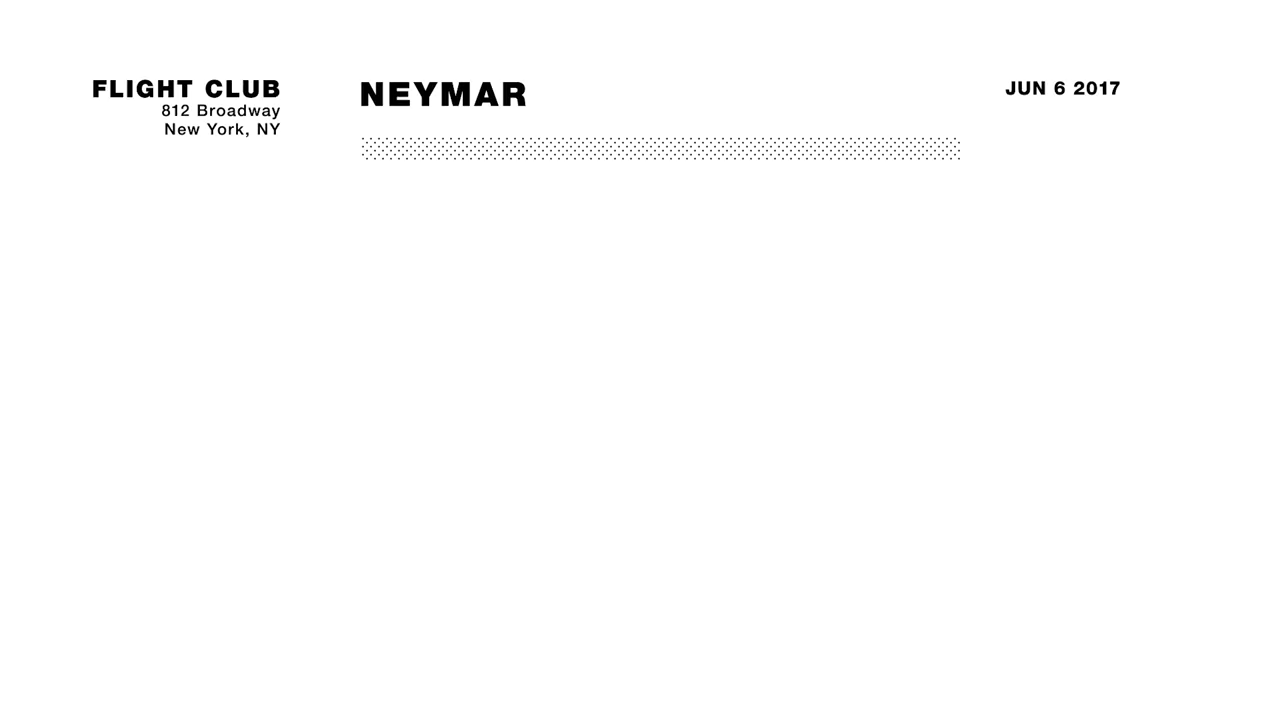 FLIGHT CLUB
812 Broadway
New York, NY
NEYMAR
JUN 6 2017